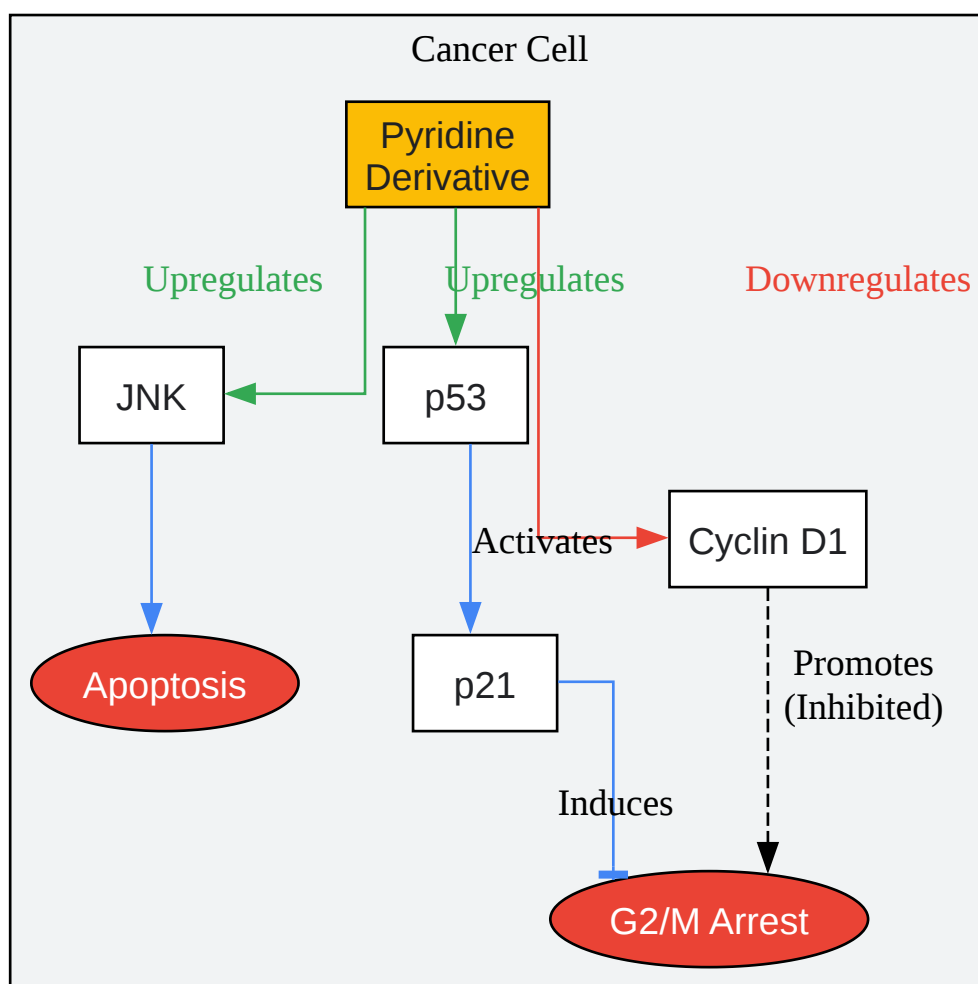 Cancer Cell
Pyridine
Derivative
Upregulates
Upregulates
Downregulates
JNK
p53
Activates
Cyclin D1
Apoptosis
p21
Promotes
(Inhibited)
Induces
G2/M Arrest